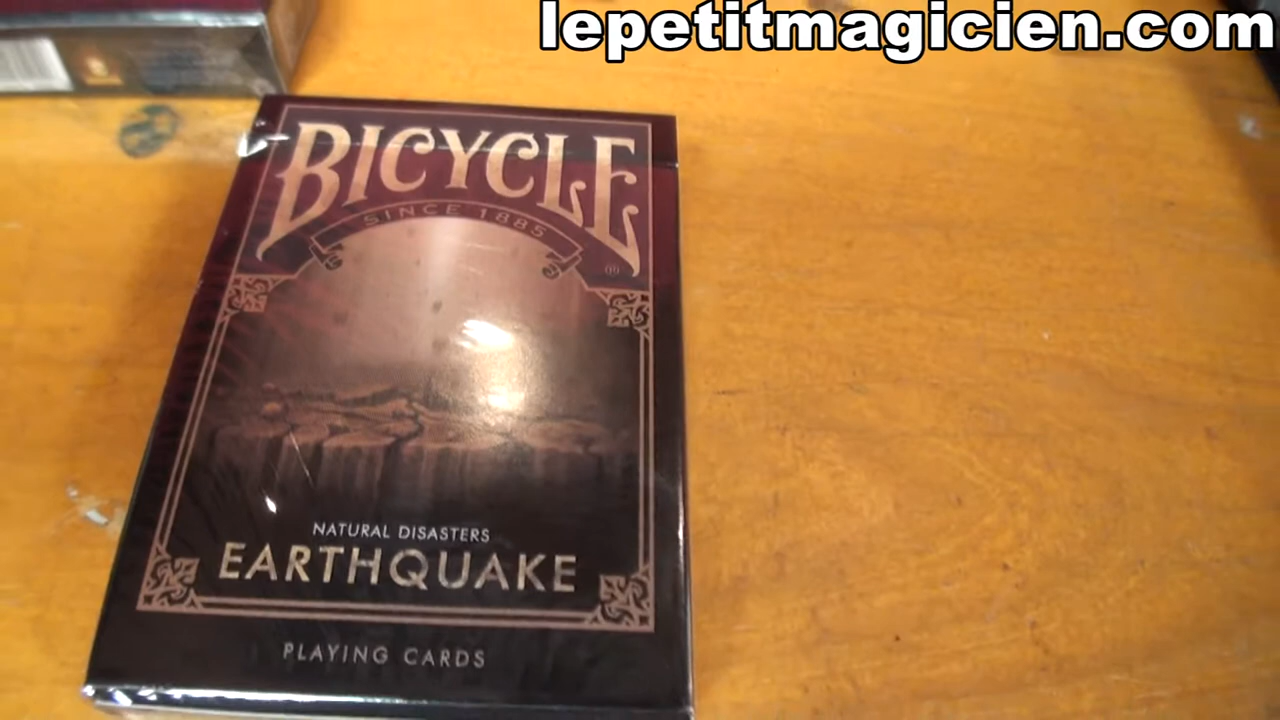 lepetitmagicien.com
BICYCLE
SINCE 1885
®
NATURAL DISASTERS
EARTHQUAKE
PLAYING CARDS